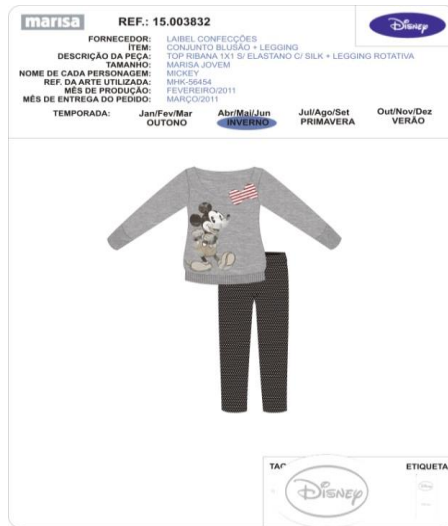 marisa
REF.: 15.003832
Disney
FORNECEDOR: LAIBEL CONFECÇÕES
ÍTEM: CONJUNTO BLUSÃO + LEGGING
DESCRIÇÃO DA PEÇA: TOP RIBANA 1X1 S/ ELASTANO C/ SILK + LEGGING ROTATIVA
TAMANHO: MARISA JOVEM
NOME DE CADA PERSONAGEM: MICKEY
REF. DA ARTE UTILIZADA: MHK-56454
MÊS DE PRODUÇÃO: FEVEREIRO/2011
MÊS DE ENTREGA DO PEDIDO: MARÇO/2011
TEMPORADA: Jan/Fev/Mar Abr/Mai/Jun Jul/Ago/Set Out/Nov/Dez
OUTONO INVERNO PRIMAVERA VERÃO
ETIQUETA
Disney